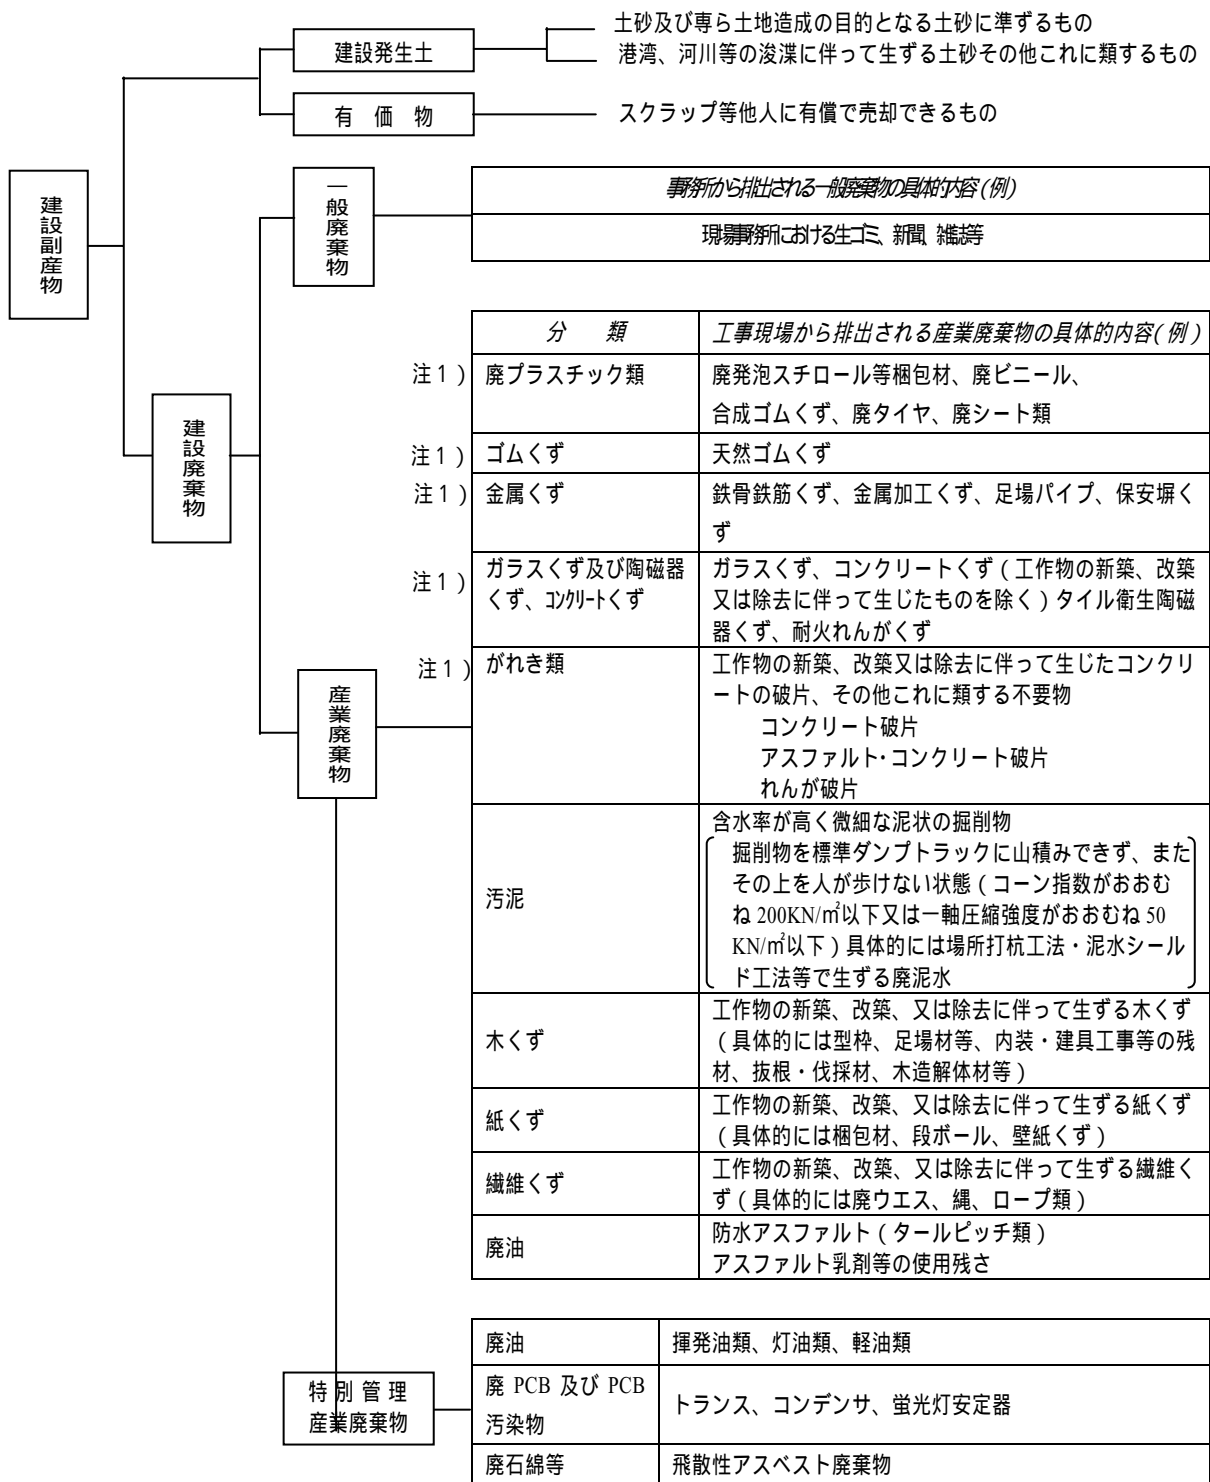 土砂及び専ら土地造成の目的となる土砂に準ずるもの
建設発生土
港湾、河川等の浚渫に伴って生ずる土砂その他これに類するもの
有　価　物
スクラップ等他人に有償で売却できるもの
建設副産物
一般廃棄物
事務所から排出される一般廃棄物の具体的内容(例)
現場事務所における生ゴミ、新聞、雑誌等
建設廃棄物
産業廃棄物
分　類
工事現場から排出される産業廃棄物の具体的内容(例)
注1)
廃プラスチック類
廃発泡スチロール等梱包材、廃ビニール、
合成ゴムくず、廃タイヤ、廃シート類
注1)
ゴムくず
天然ゴムくず
注1)
金属くず
鉄骨鉄筋くず、金属加工くず、足場パイプ、保安塀く
ず
注1)
ガラスくず及び陶磁器
くず、コンクリートくず
ガラスくず、コンクリートくず(工作物の新築、改築
又は除去に伴って生じたものを除く)タイル衛生陶磁
器くず、耐火れんがくず
注1)
がれき類
工作物の新築、改築又は除去に伴って生じたコンクリ
ートの破片、その他これに類する不要物
コンクリート破片
アスファルト・コンクリート破片
れんが破片
汚泥
含水率が高く微細な泥状の掘削物
掘削物を標準ダンプトラックに山積みできず、また
その上を人が歩けない状態(コーン指数がおおむ
ね 200KN/㎡以下又は一軸圧縮強度がおおむね 50
KN/㎡以下)具体的には場所打杭工法・泥水シール
ド工法等で生ずる廃泥水
木くず
工作物の新築、改築、又は除去に伴って生ずる木くず
(具体的には型枠、足場材等、内装・建具工事等の残
材、抜根・伐採材、木造解体材等)
紙くず
工作物の新築、改築、又は除去に伴って生ずる紙くず
(具体的には梱包材、段ボール、壁紙くず)
繊維くず
工作物の新築、改築、又は除去に伴って生ずる繊維く
ず(具体的には廃ウエス、縄、ロープ類)
廃油
防水アスファルト(タールピッチ類)
アスファルト乳剤等の使用残さ
特別管理
産業廃棄物
廃油
揮発油類、灯油類、軽油類
廃 PCB 及び PCB
汚染物
トランス、コンデンサ、蛍光灯安定器
廃石綿等
飛散性アスベスト廃棄物